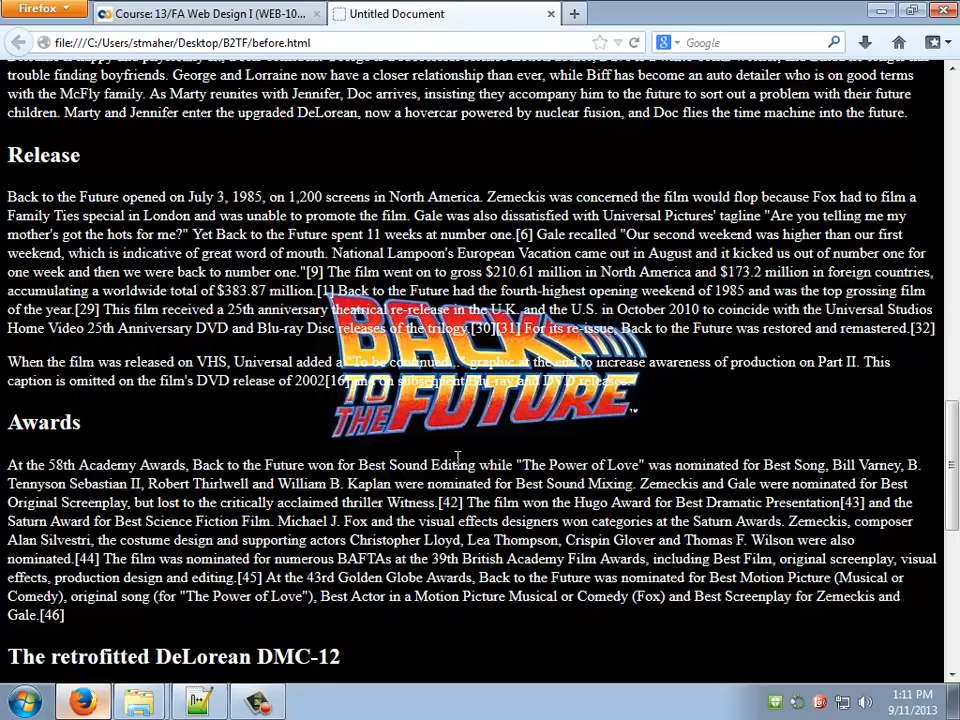 Firefox
Course: 13/FA Web Design I (WEB-10...
Untitled Document
file:///C:/Users/stmaher/Desktop/B2TF/before.html
Google
trouble finding boyfriends. George and Lorraine now have a closer relationship than ever, while Biff has become an auto detailer who is on good terms
with the McFly family. As Marty reunites with Jennifer, Doc arrives, insisting they accompany him to the future to sort out a problem with their future
children. Marty and Jennifer enter the upgraded DeLorean, now a hovercar powered by nuclear fusion, and Doc flies the time machine into the future.
Release
Back to the Future opened on July 3, 1985, on 1,200 screens in North America. Zemeckis was concerned the film would flop because Fox had to film a
Family Ties special in London and was unable to promote the film. Gale was also dissatisfied with Universal Pictures' tagline "Are you telling me my
mother's got the hots for me?" Yet Back to the Future spent 11 weeks at number one.[6] Gale recalled "Our second weekend was higher than our first
weekend, which is indicative of great word of mouth. National Lampoon's European Vacation came out in August and it kicked us out of number one for
one week and then we were back to number one."[9] The film went on to gross $210.61 million in North America and $173.2 million in foreign countries,
accumulating a worldwide total of $383.87 million.[1] Back to the Future had the fourth-highest opening weekend of 1985 and was the top grossing film
of the year.[29] This film received a 25th anniversary theatrical re-release in the U.K. and the U.S. in October 2010 to coincide with the Universal Studios
Home Video 25th Anniversary DVD and Blu-ray Disc releases of the trilogy.[30][31] For its re-issue, Back to the Future was restored and remastered.[32]
When the film was released on VHS, Universal added a "To be continued..." graphic at the end to increase awareness of production on Part II. This
caption is omitted on the film's DVD release of 2002[16] and on subsequent Blu-ray and DVD releases.
BACK
TO THE FUTURE™
Awards
At the 58th Academy Awards, Back to the Future won for Best Sound Editing while "The Power of Love" was nominated for Best Song, Bill Varney, B.
Tennyson Sebastian II, Robert Thirlwell and William B. Kaplan were nominated for Best Sound Mixing. Zemeckis and Gale were nominated for Best
Original Screenplay, but lost to the critically acclaimed thriller Witness.[42] The film won the Hugo Award for Best Dramatic Presentation[43] and the
Saturn Award for Best Science Fiction Film. Michael J. Fox and the visual effects designers won categories at the Saturn Awards. Zemeckis, composer
Alan Silvestri, the costume design and supporting actors Christopher Lloyd, Lea Thompson, Crispin Glover and Thomas F. Wilson were also
nominated.[44] The film was nominated for numerous BAFTAs at the 39th British Academy Film Awards, including Best Film, original screenplay, visual
effects, production design and editing.[45] At the 43rd Golden Globe Awards, Back to the Future was nominated for Best Motion Picture (Musical or
Comedy), original song (for "The Power of Love"), Best Actor in a Motion Picture Musical or Comedy (Fox) and Best Screenplay for Zemeckis and
Gale.[46]
The retrofitted DeLorean DMC-12
1:11 PM
9/11/2013